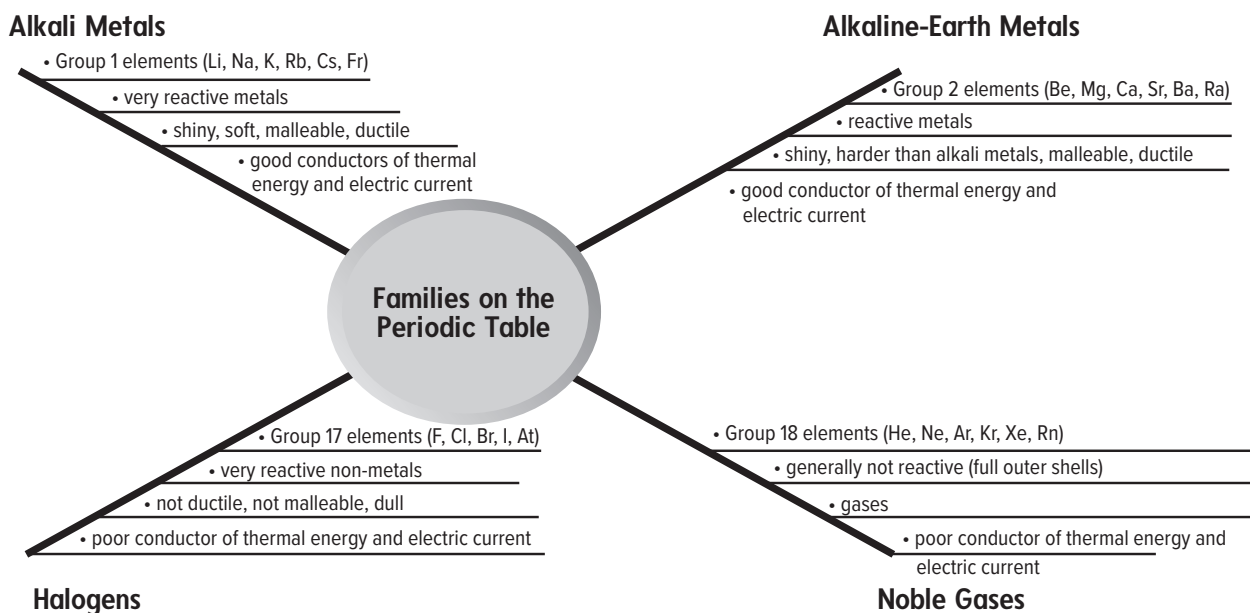 Alkali Metals
• Group 1 elements (Li, Na, K, Rb, Cs, Fr)
• very reactive metals
• shiny, soft, malleable, ductile
• good conductors of thermal
energy and electric current
Alkaline-Earth Metals
• Group 2 elements (Be, Mg, Ca, Sr, Ba, Ra)
• reactive metals
• shiny, harder than alkali metals, malleable, ductile
• good conductor of thermal energy and
electric current
Families on the
Periodic Table
• Group 17 elements (F, Cl, Br, I, At)
• very reactive non-metals
• not ductile, not malleable, dull
• poor conductor of thermal energy and electric current
Halogens
• Group 18 elements (He, Ne, Ar, Kr, Xe, Rn)
• generally not reactive (full outer shells)
• gases
• poor conductor of thermal energy and
electric current
Noble Gases